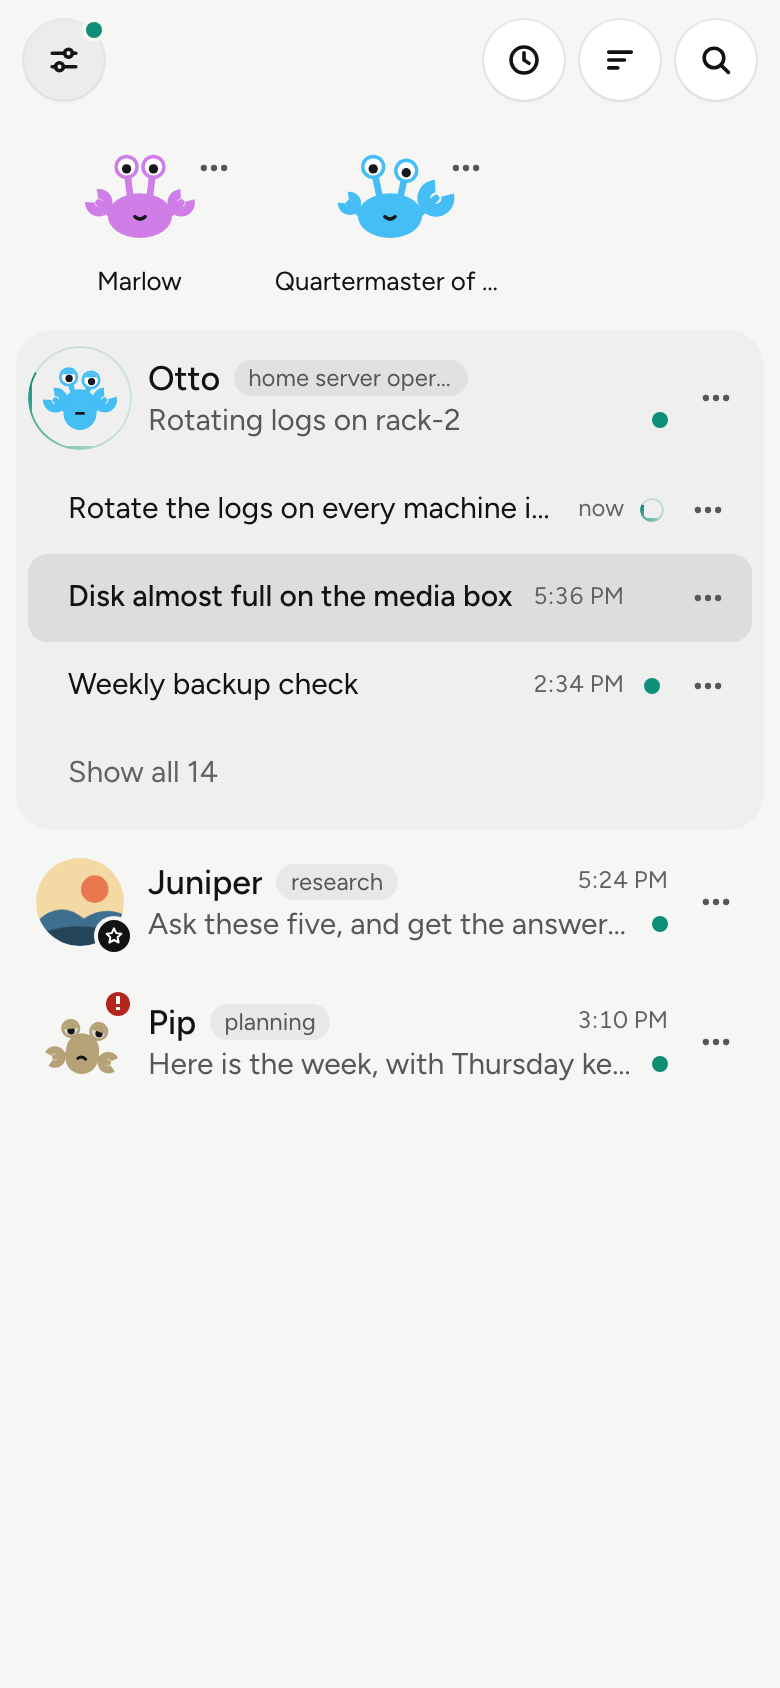 Marlow
Quartermaster of ...
Otto
home server oper...
Rotating logs on rack-2
Rotate the logs on every machine i... now
Disk almost full on the media box 5:36 PM
Weekly backup check 2:34 PM
Show all 14
Juniper research 5:24 PM
Ask these five, and get the answer...
Pip planning 3:10 PM
Here is the week, with Thursday ke...